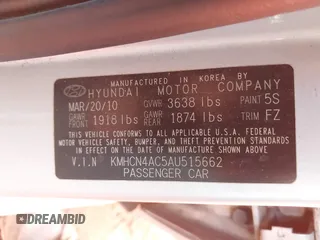 MANUFACTURED IN KOREA BY
HYUNDAI MOTOR COMPANY
MAR/20/10 GVWR 3638 lbs PAINT 5S
GAWR FRONT 1918 lbs GAWR REAR 1874 lbs TRIM FZ
THIS VEHICLE CONFORMS TO ALL APPLICABLE U.S.A. FEDERAL
MOTOR VEHICLE SAFETY, BUMPER, AND THEFT PREVENTION STANDARDS
IN EFFECT ON THE DATE OF MANUFACTURE SHOWN ABOVE.
V.I.N KMHCN4AC5AU515662
PASSENGER CAR
DREAMBID